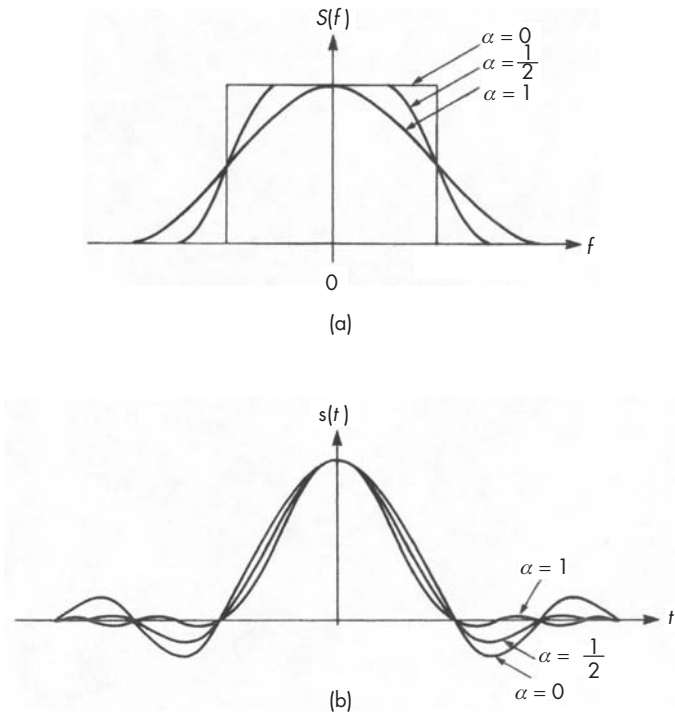 S(f)
α = 0
α = 1/2
α = 1
f
0
(a)
s(t)
α = 1
t
α = 1/2
α = 0
(b)